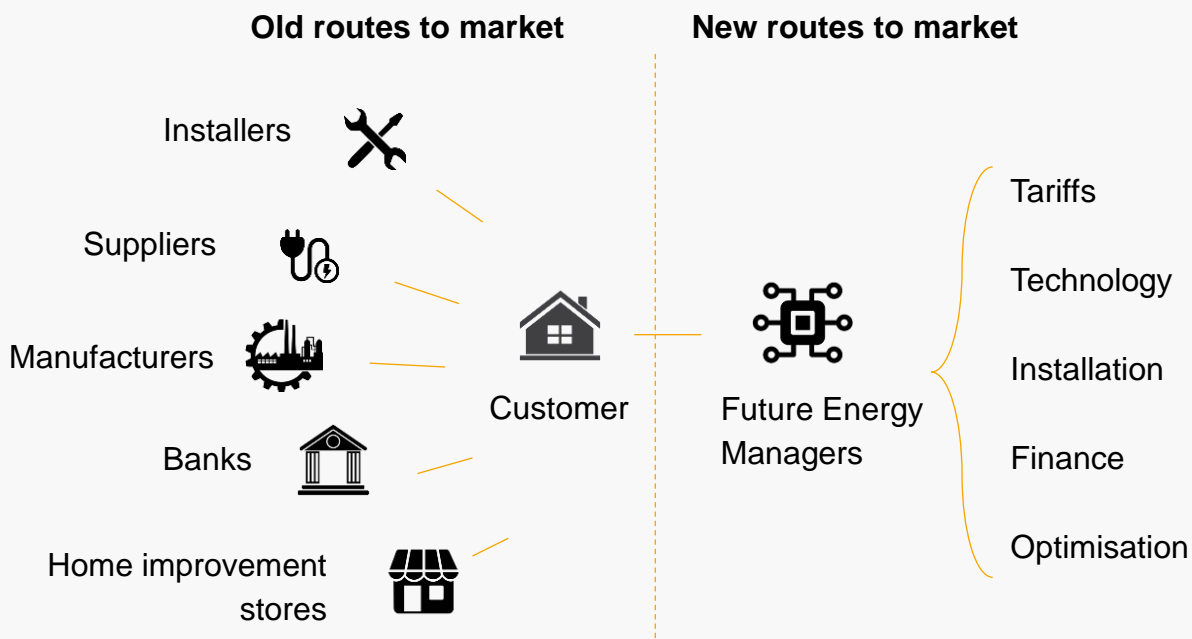 Old routes to market
New routes to market
Installers
Suppliers
Manufacturers
Banks
Home improvement
stores
Customer
Future Energy
Managers
Tariffs
Technology
Installation
Finance
Optimisation